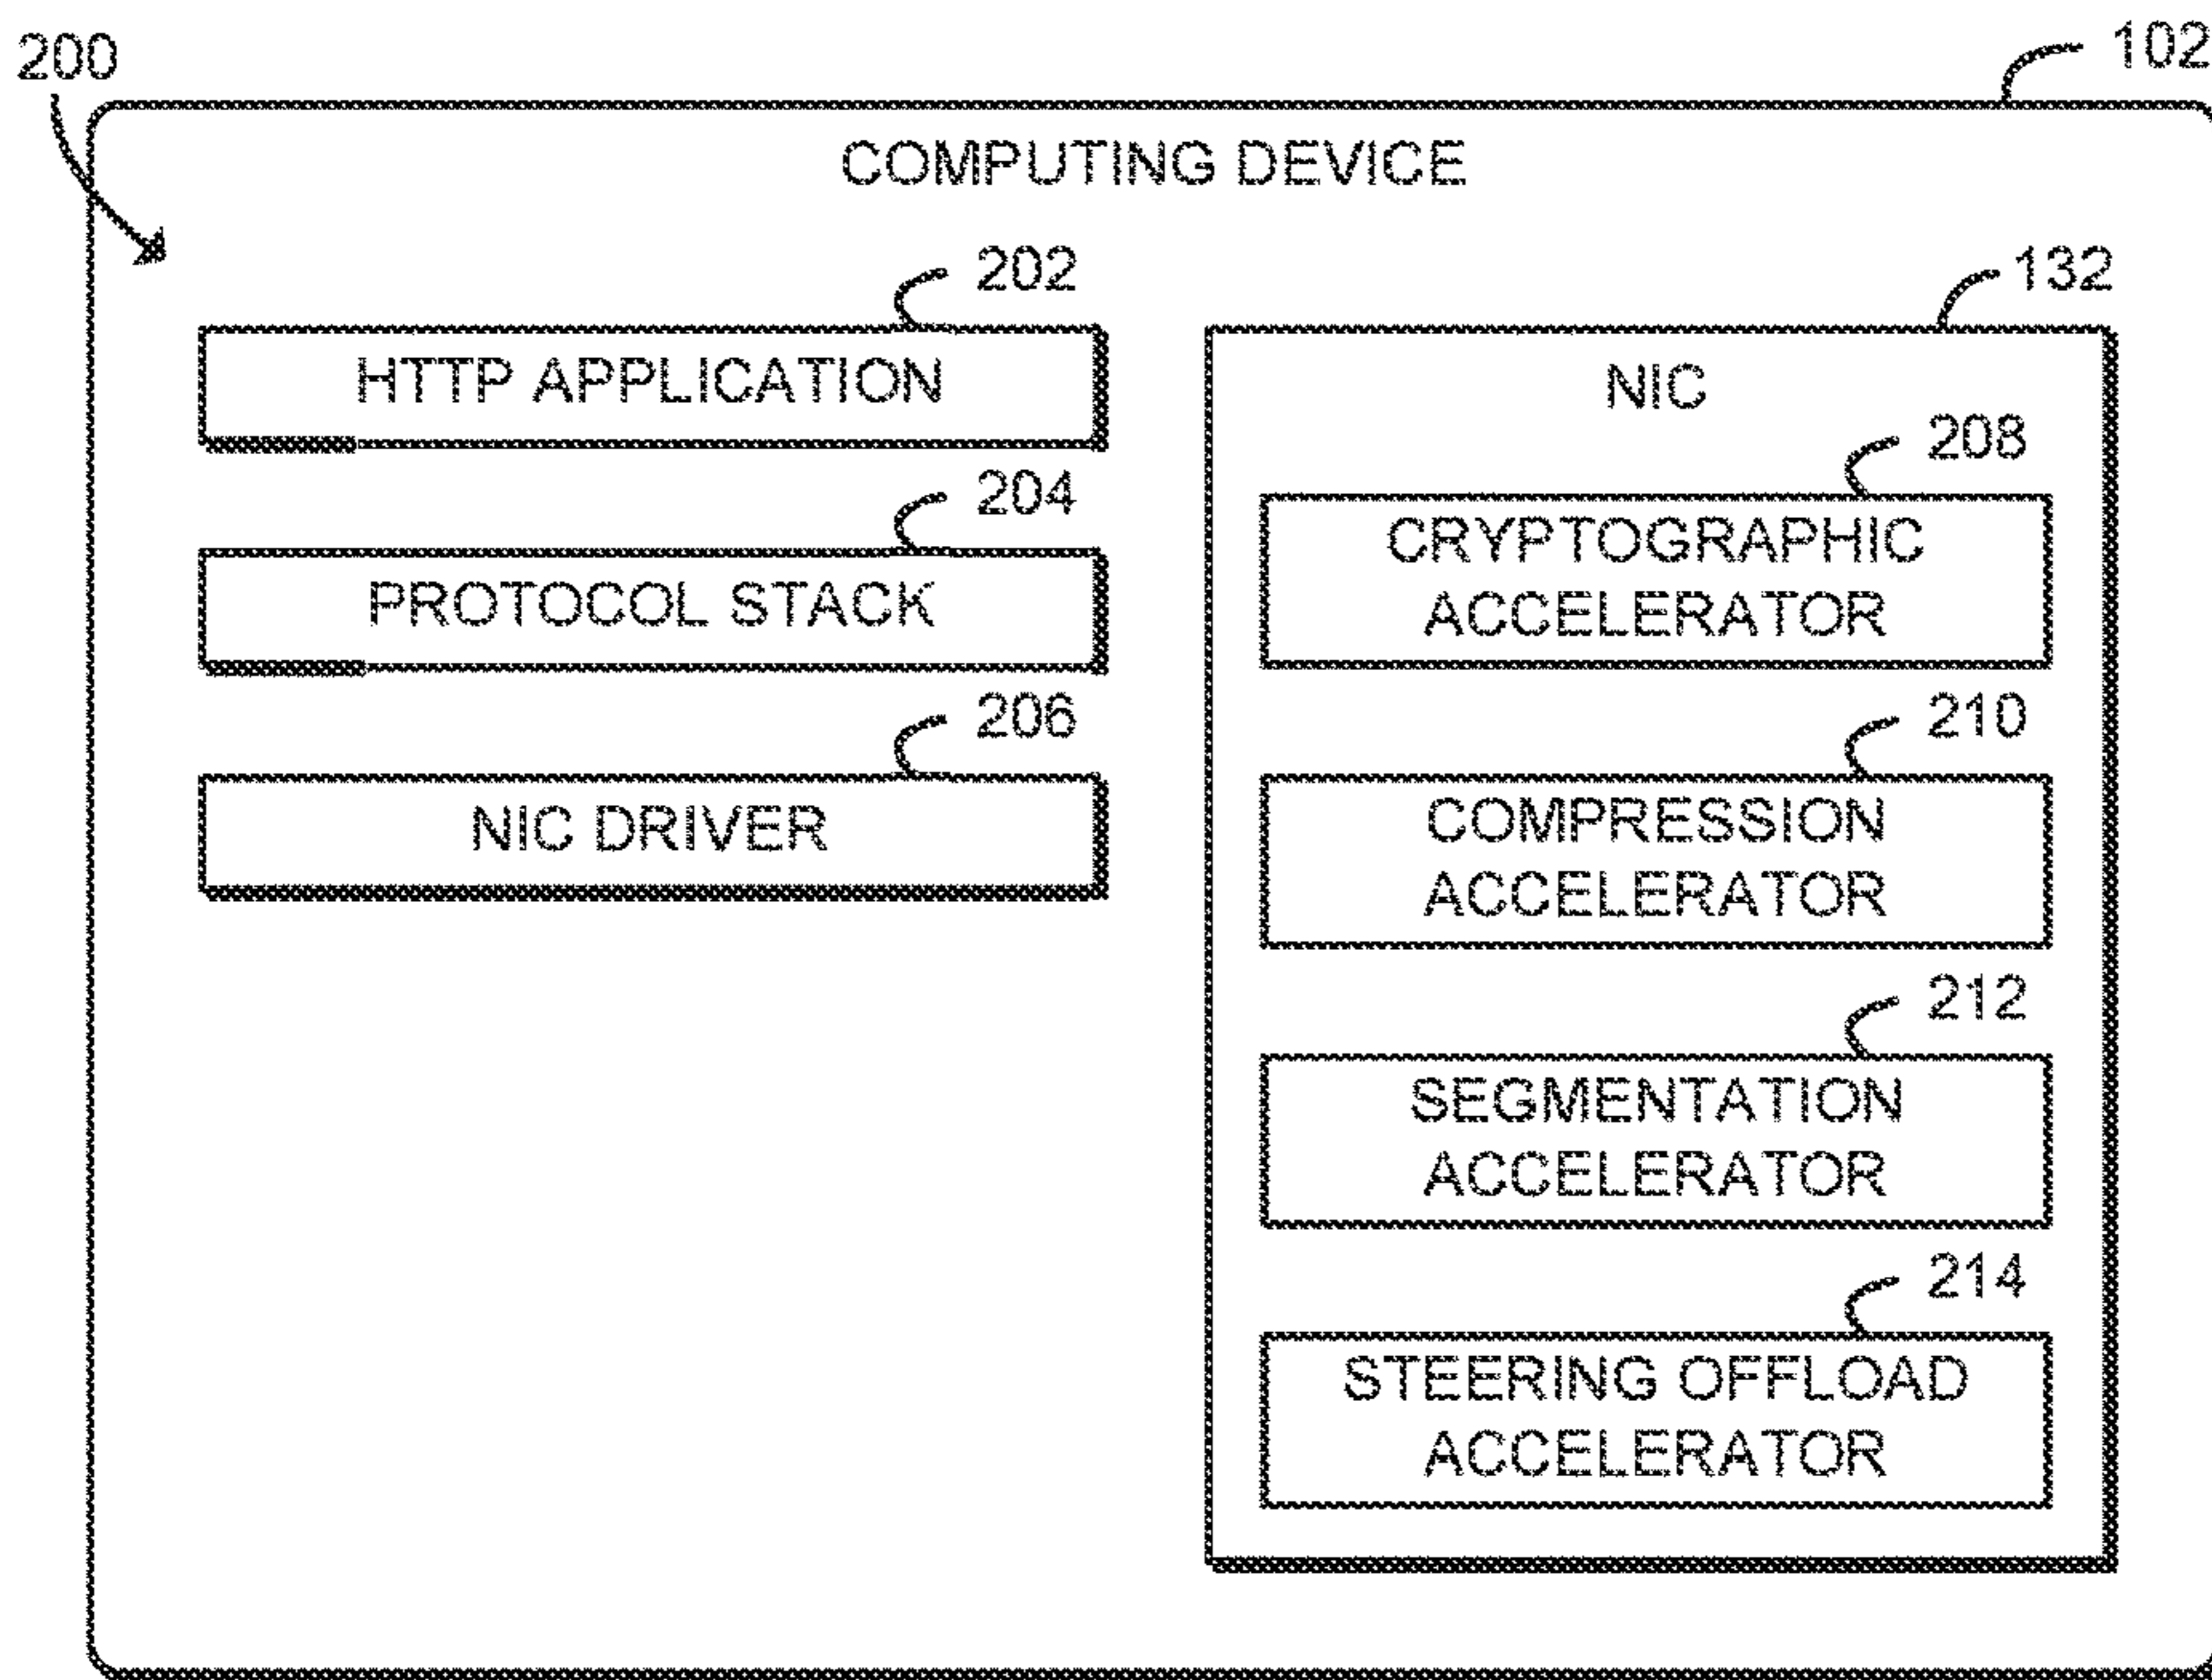 200
102
COMPUTING DEVICE
202
HTTP APPLICATION
204
PROTOCOL STACK
206
NIC DRIVER
132
NIC
208
CRYPTOGRAPHIC
ACCELERATOR
210
COMPRESSION
ACCELERATOR
212
SEGMENTATION
ACCELERATOR
214
STEERING OFFLOAD
ACCELERATOR